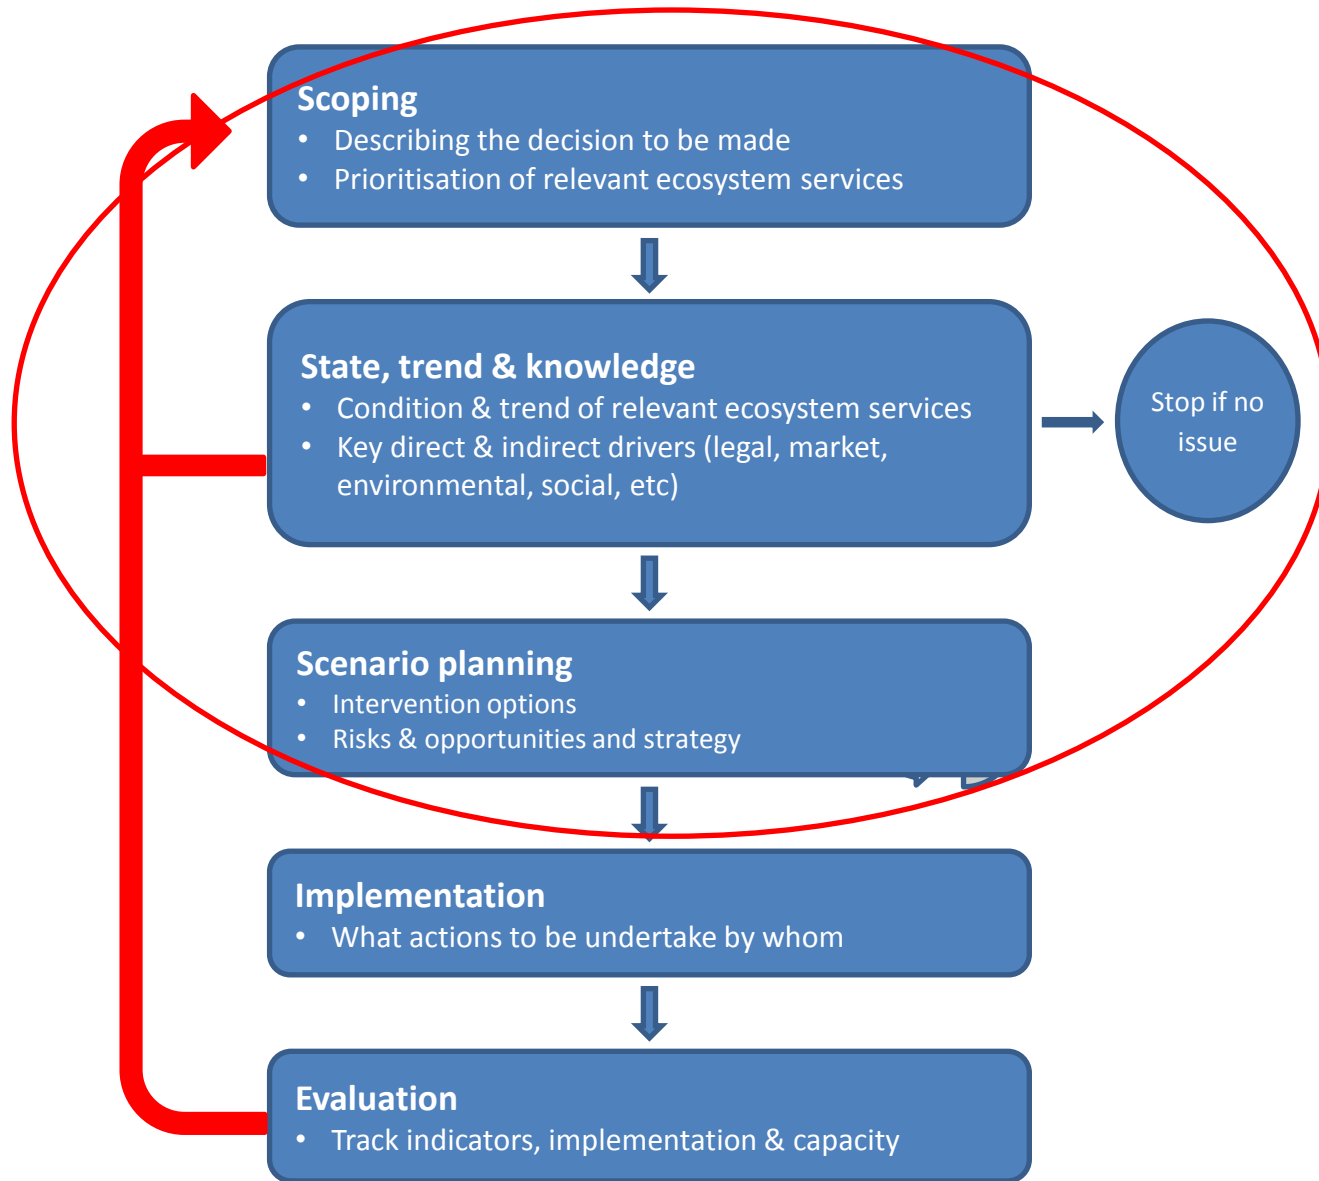 Scoping
• Describing the decision to be made
• Prioritisation of relevant ecosystem services
State, trend & knowledge
• Condition & trend of relevant ecosystem services
• Key direct & indirect drivers (legal, market,
environmental, social, etc)
Stop if no
issue
Scenario planning
• Intervention options
• Risks & opportunities and strategy
Implementation
• What actions to be undertake by whom
Evaluation
• Track indicators, implementation & capacity